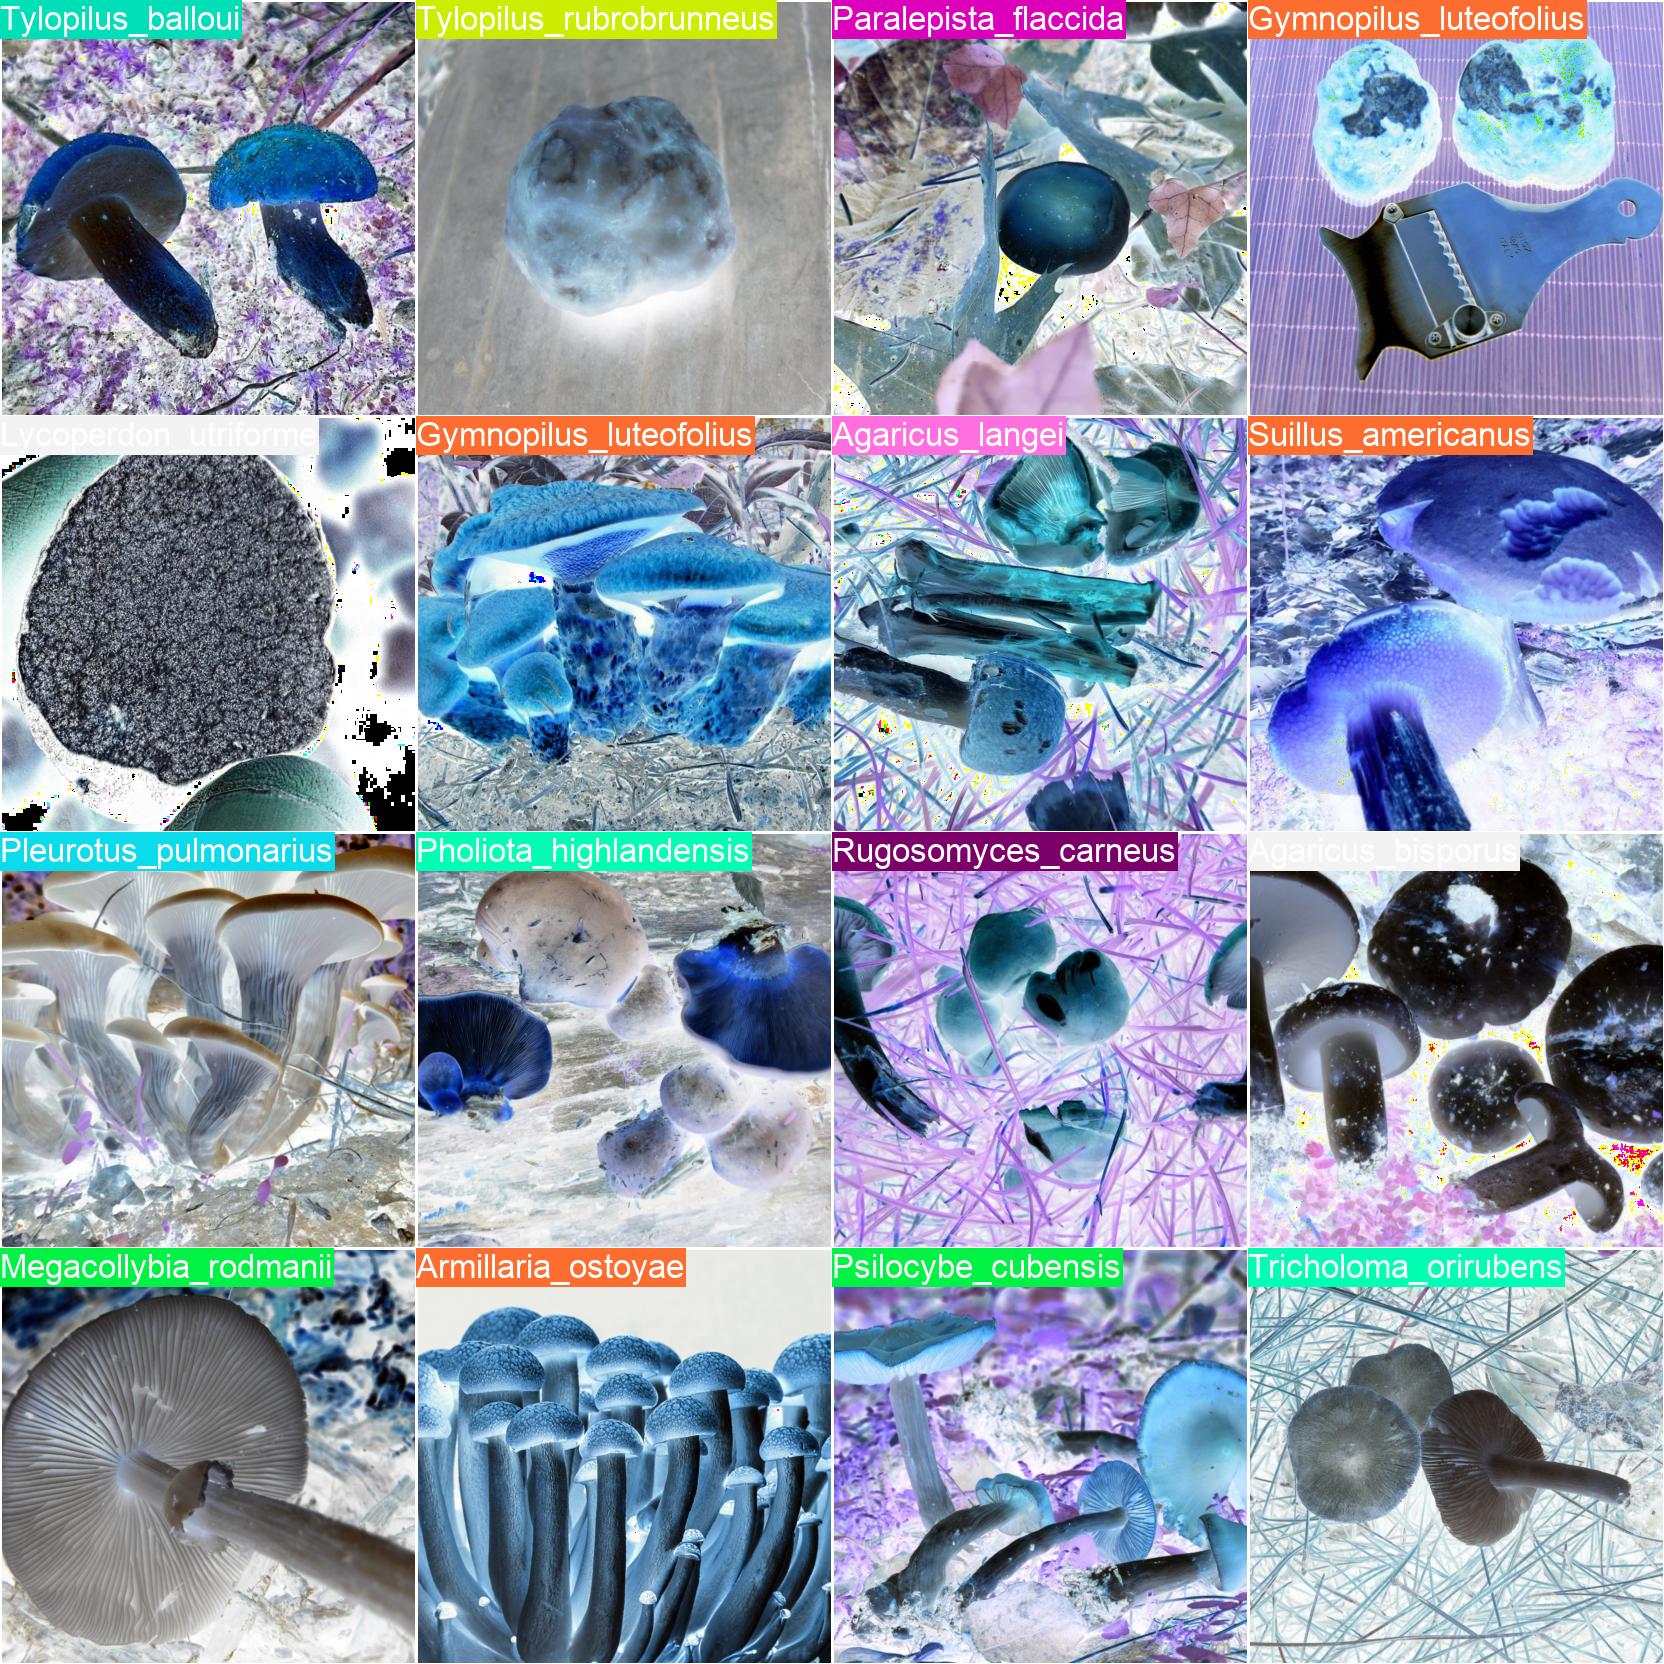 Tylopilus_balloui
Tylopilus_rubrobrunneus
Paralepista_flaccida
Gymnopilus_luteofolius
Lycoperdon_utriforme
Gymnopilus_luteofolius
Agaricus_langei
Suillus_americanus
Pleurotus_pulmonarius
Pholiota_highlandensis
Rugosomyces_carneus
Agaricus_bisporus
Megacollybia_rodmanii
Armillaria_ostoyae
Psilocybe_cubensis
Tricholoma_orirubens